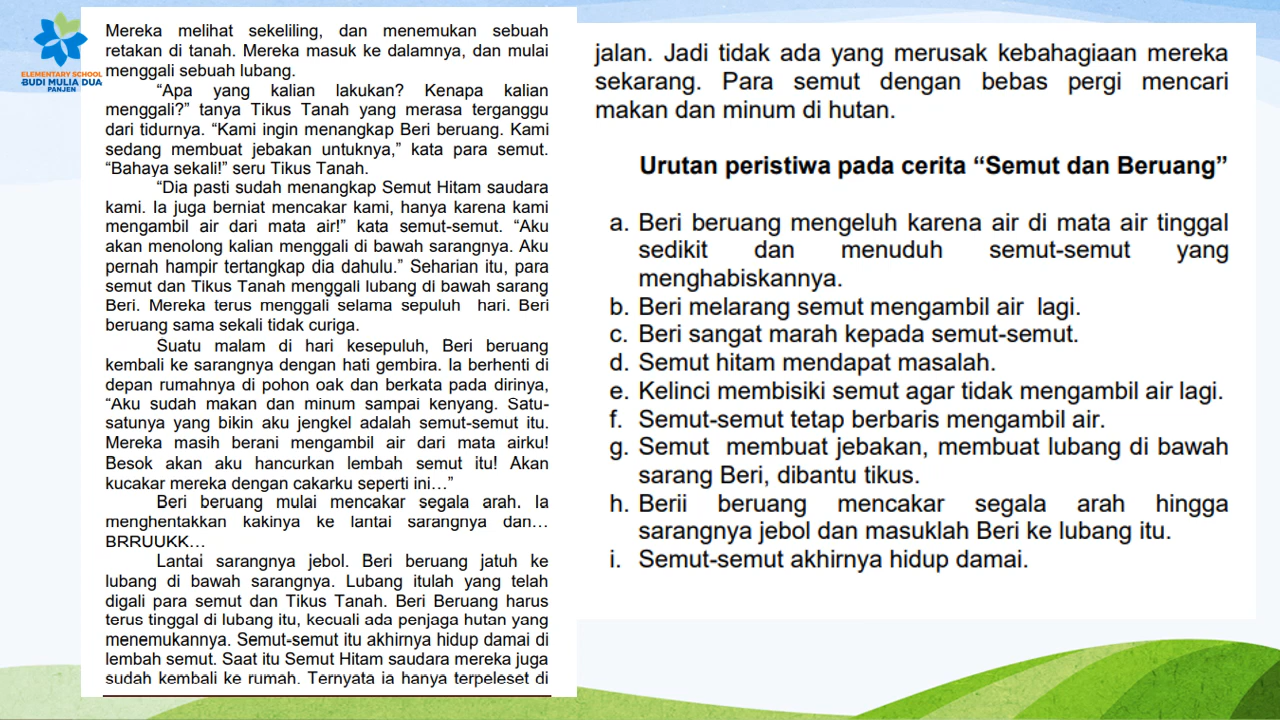 ELEMENTARY SCHOOL
BUDI MULIA DUA
PANJEN
Mereka melihat sekeliling, dan menemukan sebuah
retakan di tanah. Mereka masuk ke dalamnya, dan mulai
menggali sebuah lubang.
“Apa yang kalian lakukan? Kenapa kalian
menggali?” tanya Tikus Tanah yang merasa terganggu
dari tidurnya. “Kami ingin menangkap Beri beruang. Kami
sedang membuat jebakan untuknya,” kata para semut.
“Bahaya sekali!” seru Tikus Tanah.
“Dia pasti sudah menangkap Semut Hitam saudara
kami. Ia juga berniat mencakar kami, hanya karena kami
mengambil air dari mata air!” kata semut-semut. “Aku
akan menolong kalian menggali di bawah sarangnya. Aku
pernah hampir tertangkap dia dahulu.” Seharian itu, para
semut dan Tikus Tanah menggali lubang di bawah sarang
Beri. Mereka terus menggali selama sepuluh hari. Beri
beruang sama sekali tidak curiga.
Suatu malam di hari kesepuluh, Beri beruang
kembali ke sarangnya dengan hati gembira. Ia berhenti di
depan rumahnya di pohon oak dan berkata pada dirinya,
“Aku sudah makan dan minum sampai kenyang. Satu-
satunya yang bikin aku jengkel adalah semut-semut itu.
Mereka masih berani mengambil air dari mata airku!
Besok akan aku hancurkan lembah semut itu! Akan
kucakar mereka dengan cakarku seperti ini…”
Beri beruang mulai mencakar segala arah. Ia
menghentakkan kakinya ke lantai sarangnya dan…
BRRUUKK…
Lantai sarangnya jebol. Beri beruang jatuh ke
lubang di bawah sarangnya. Lubang itulah yang telah
digali para semut dan Tikus Tanah. Beri Beruang harus
terus tinggal di lubang itu, kecuali ada penjaga hutan yang
menemukannya. Semut-semut itu akhirnya hidup damai di
lembah semut. Saat itu Semut Hitam saudara mereka juga
sudah kembali ke rumah. Ternyata ia hanya terpeleset di
jalan. Jadi tidak ada yang merusak kebahagiaan mereka
sekarang. Para semut dengan bebas pergi mencari
makan dan minum di hutan.
Urutan peristiwa pada cerita “Semut dan Beruang”
a. Beri beruang mengeluh karena air di mata air tinggal
sedikit dan menuduh semut-semut yang
menghabiskannya.
b. Beri melarang semut mengambil air lagi.
c. Beri sangat marah kepada semut-semut.
d. Semut hitam mendapat masalah.
e. Kelinci membisiki semut agar tidak mengambil air lagi.
f. Semut-semut tetap berbaris mengambil air.
g. Semut membuat jebakan, membuat lubang di bawah
sarang Beri, dibantu tikus.
h. Berii beruang mencakar segala arah hingga
sarangnya jebol dan masuklah Beri ke lubang itu.
i. Semut-semut akhirnya hidup damai.